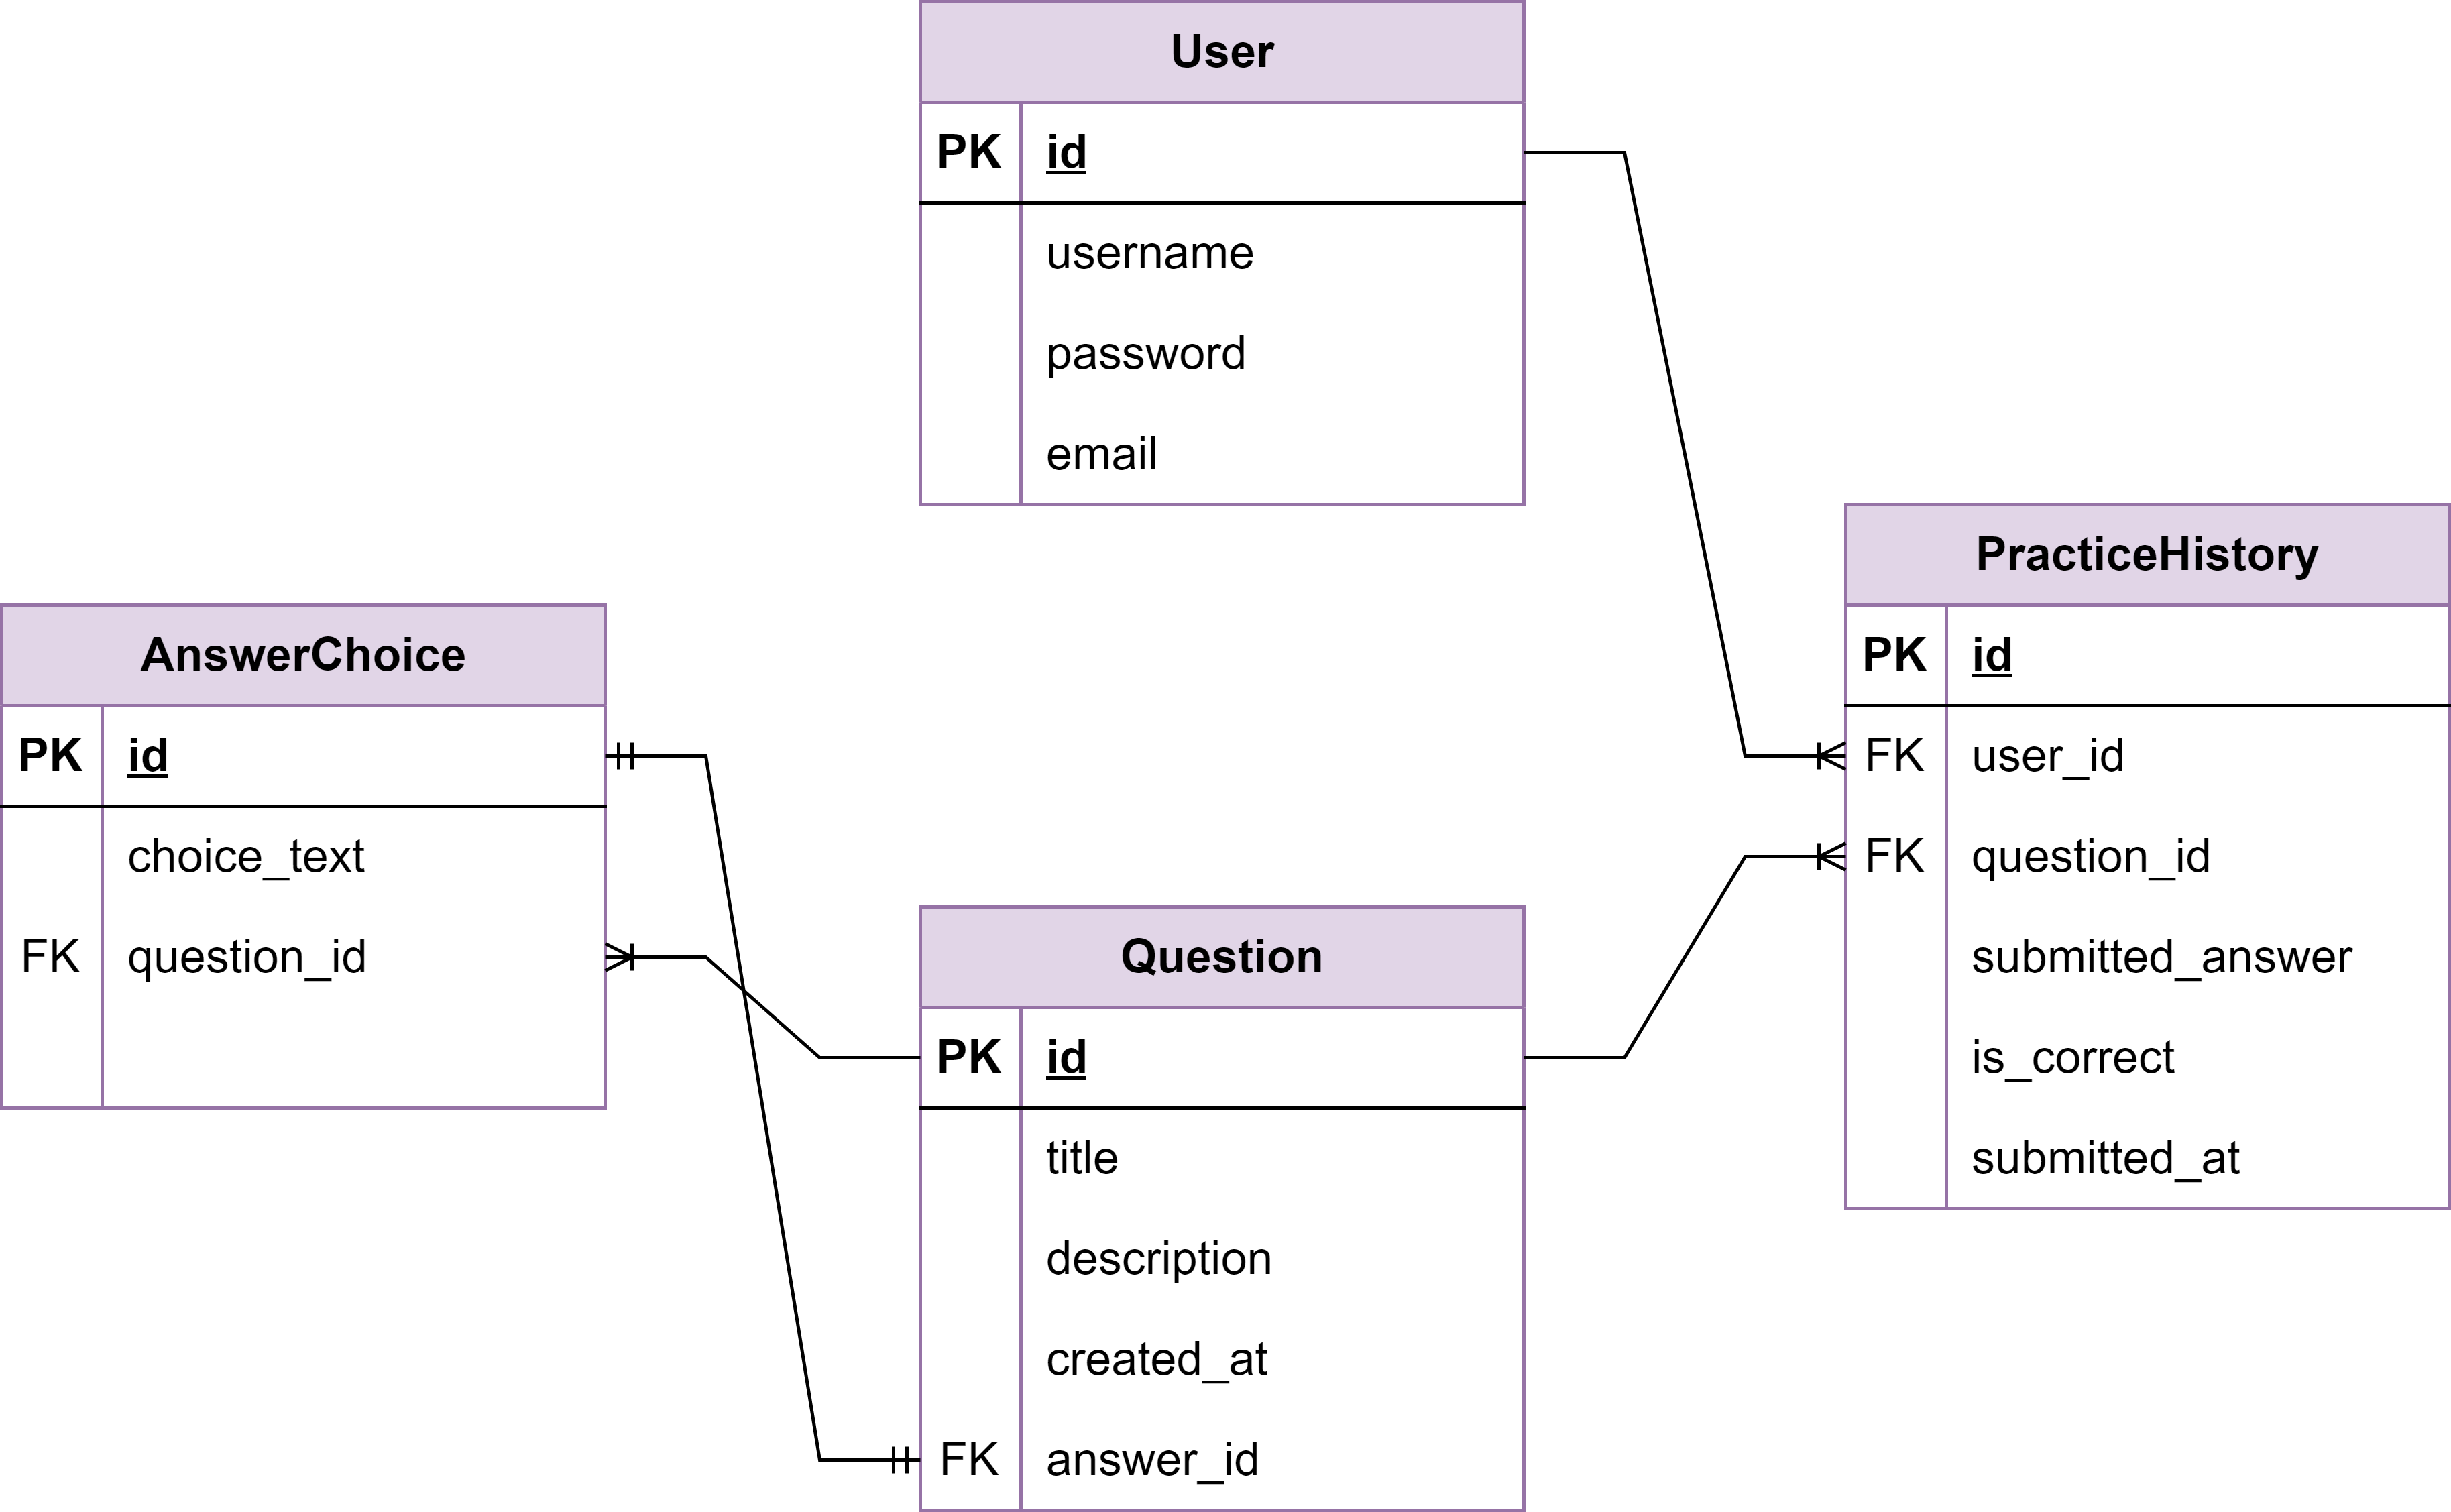 User
PK id
username
password
email
AnswerChoice
PK id
choice_text
FK question_id
Question
PK id
title
description
created_at
FK answer_id
PracticeHistory
PK id
FK user_id
FK question_id
submitted_answer
is_correct
submitted_at